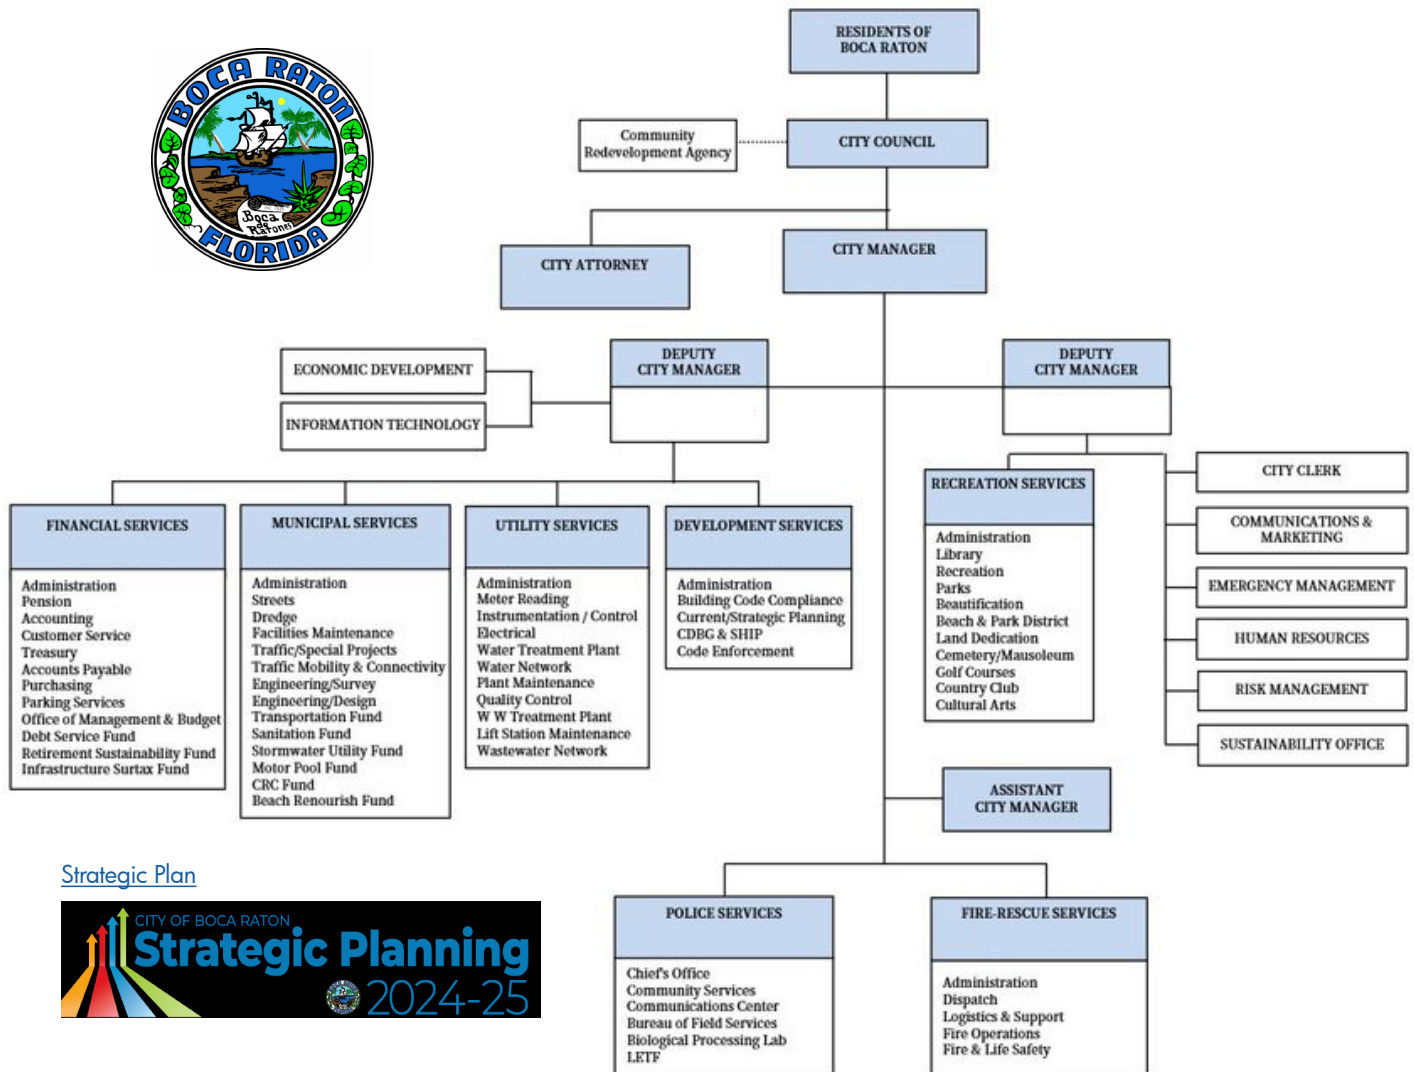 BOCA RATON
FLORIDA
Boca
de
Ratones
RESIDENTS OF
BOCA RATON
Community
Redevelopment Agency
CITY COUNCIL
CITY ATTORNEY
CITY MANAGER
ECONOMIC DEVELOPMENT
INFORMATION TECHNOLOGY
DEPUTY
CITY MANAGER
DEPUTY
CITY MANAGER
FINANCIAL SERVICES
Administration
Pension
Accounting
Customer Service
Treasury
Accounts Payable
Purchasing
Parking Services
Office of Management & Budget
Debt Service Fund
Retirement Sustainability Fund
Infrastructure Surtax Fund
MUNICIPAL SERVICES
Administration
Streets
Dredge
Facilities Maintenance
Traffic/Special Projects
Traffic Mobility & Connectivity
Engineering/Survey
Engineering/Design
Transportation Fund
Sanitation Fund
Stormwater Utility Fund
Motor Pool Fund
CRC Fund
Beach Renourish Fund
UTILITY SERVICES
Administration
Meter Reading
Instrumentation / Control
Electrical
Water Treatment Plant
Water Network
Plant Maintenance
Quality Control
W W Treatment Plant
Lift Station Maintenance
Wastewater Network
DEVELOPMENT SERVICES
Administration
Building Code Compliance
Current/Strategic Planning
CDBG & SHIP
Code Enforcement
RECREATION SERVICES
Administration
Library
Recreation
Parks
Beautification
Beach & Park District
Land Dedication
Cemetery/Mausoleum
Golf Courses
Country Club
Cultural Arts
CITY CLERK
COMMUNICATIONS &
MARKETING
EMERGENCY MANAGEMENT
HUMAN RESOURCES
RISK MANAGEMENT
SUSTAINABILITY OFFICE
ASSISTANT
CITY MANAGER
POLICE SERVICES
Chief's Office
Community Services
Communications Center
Bureau of Field Services
Biological Processing Lab
LETF
FIRE-RESCUE SERVICES
Administration
Dispatch
Logistics & Support
Fire Operations
Fire & Life Safety
Strategic Plan
CITY OF BOCA RATON
Strategic Planning
2024-25